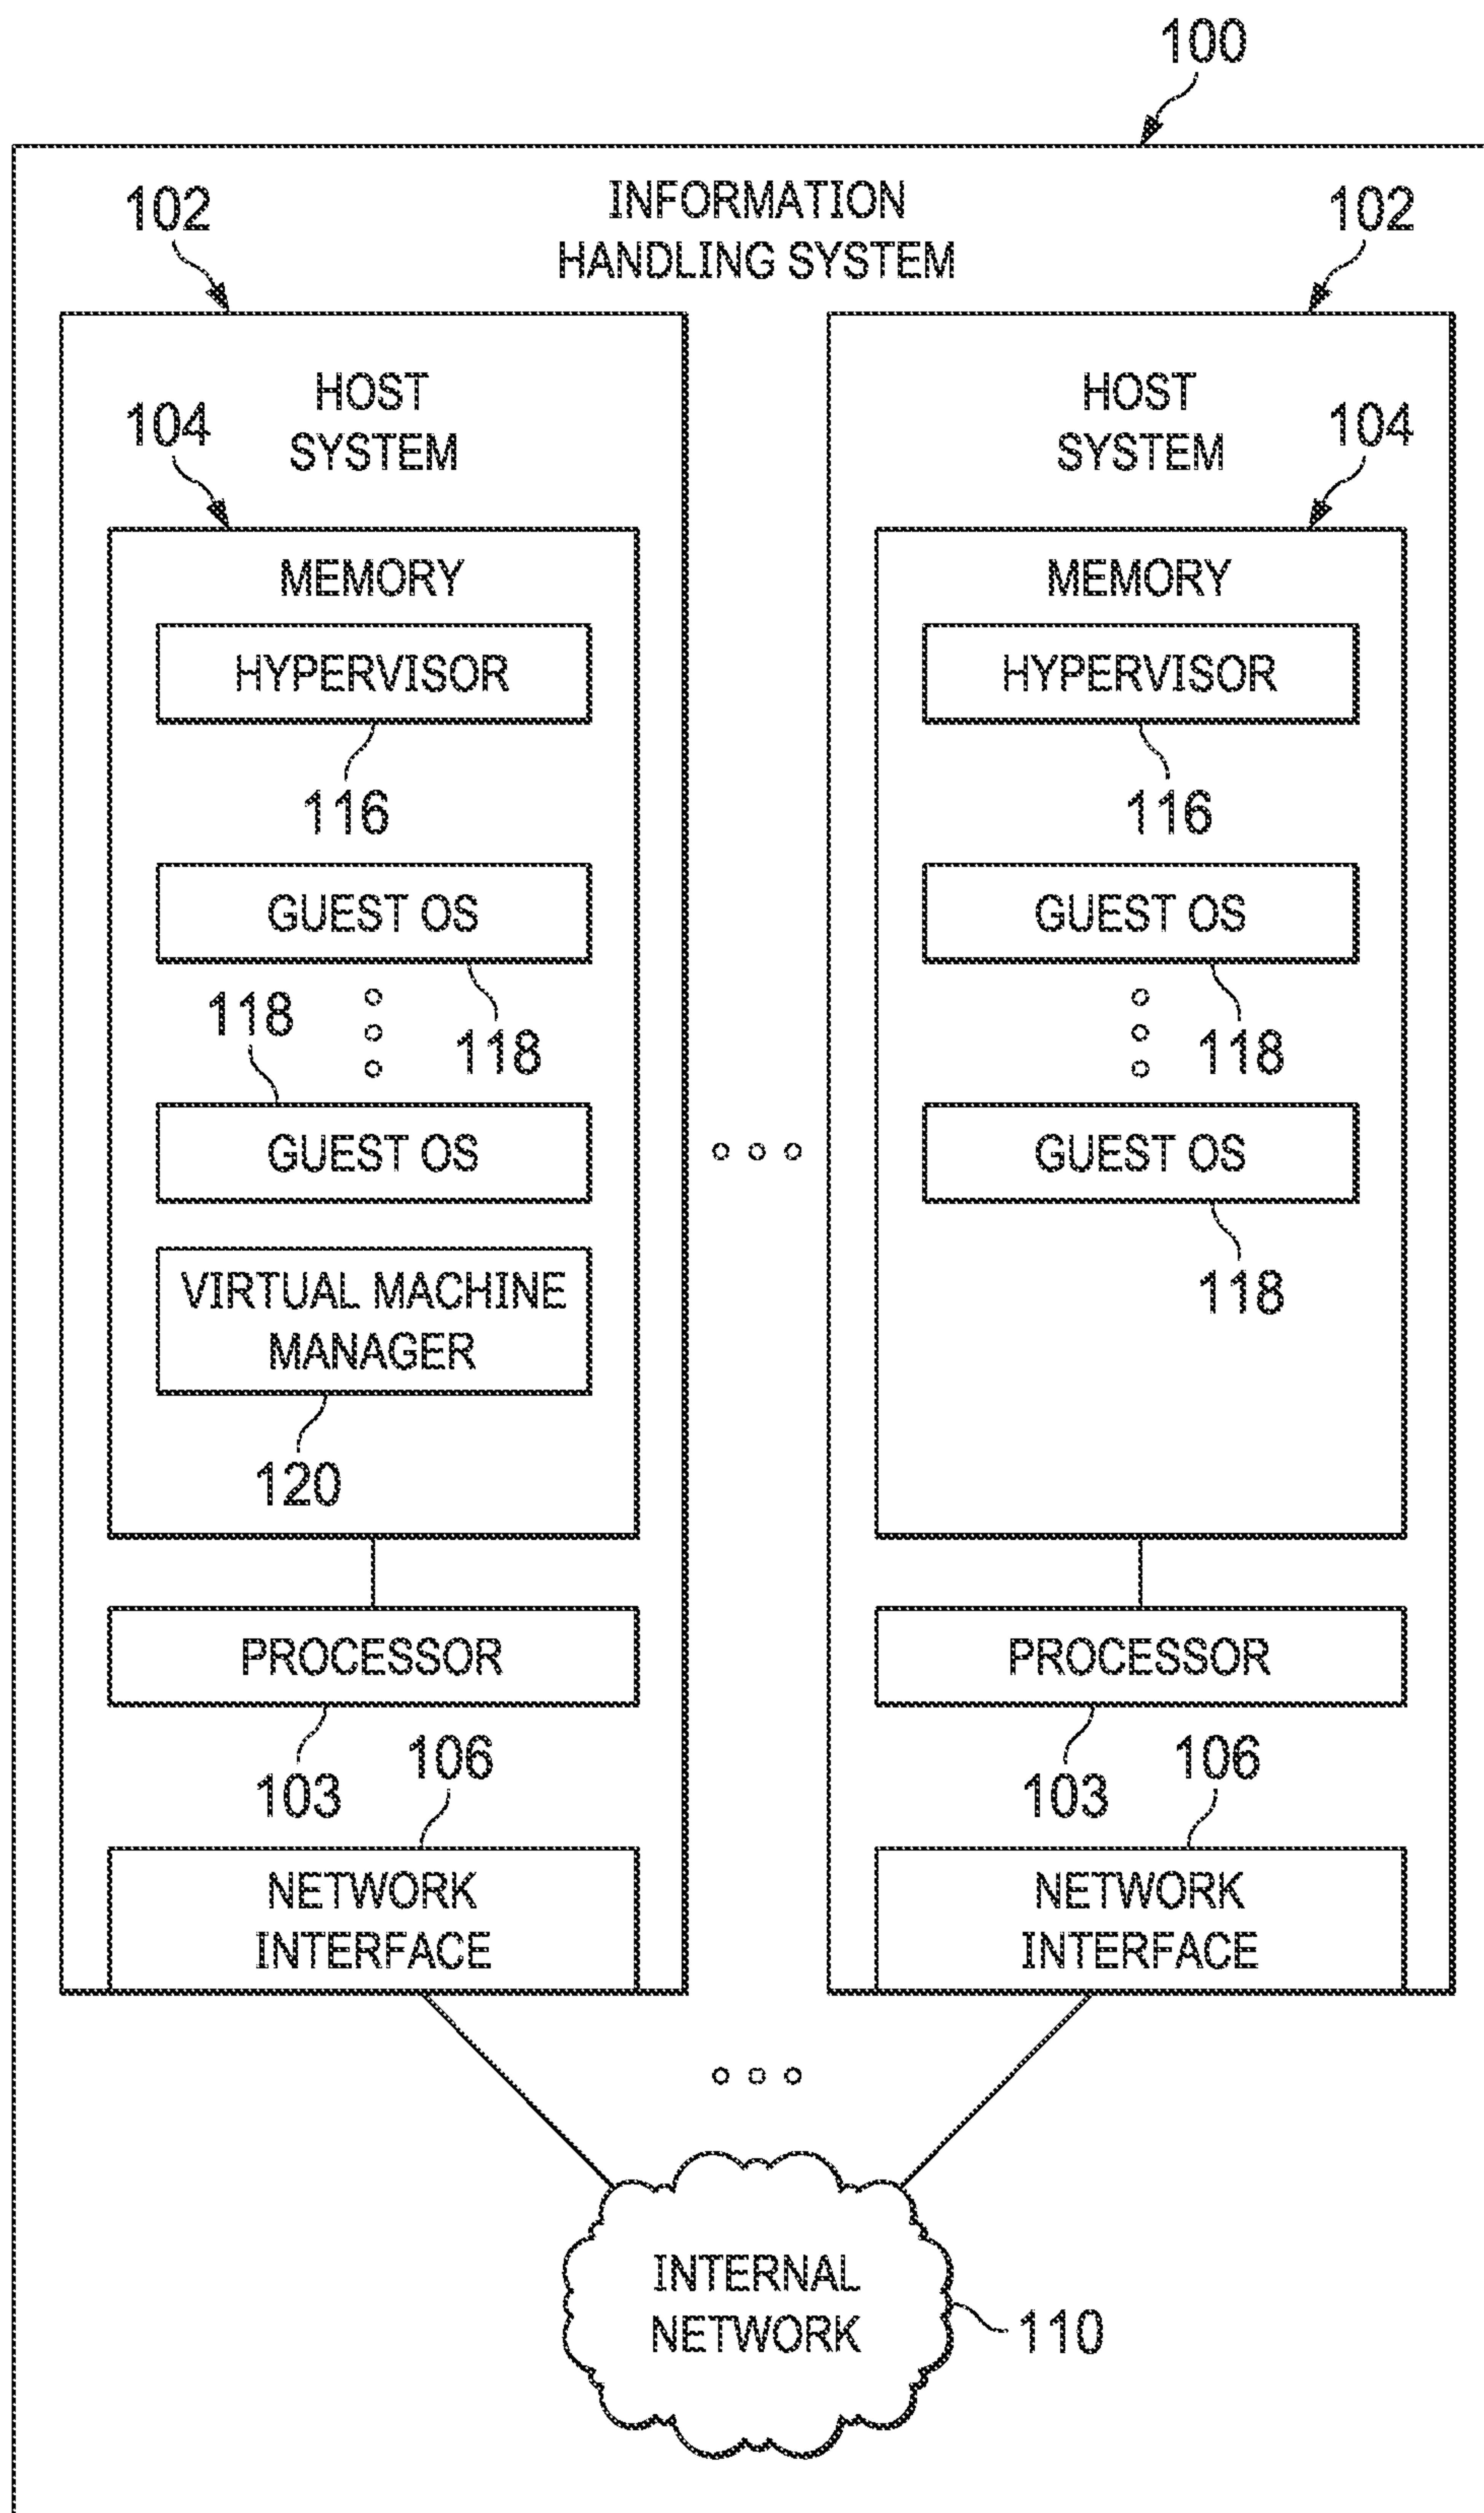 100
INFORMATION
HANDLING SYSTEM
102
HOST
SYSTEM
104
MEMORY
HYPERVISOR
116
GUEST OS
118
118
GUEST OS
VIRTUAL MACHINE
MANAGER
120
PROCESSOR
103
106
NETWORK
INTERFACE
102
HOST
SYSTEM
104
MEMORY
HYPERVISOR
116
GUEST OS
118
GUEST OS
118
PROCESSOR
103
106
NETWORK
INTERFACE
INTERNAL
NETWORK
110